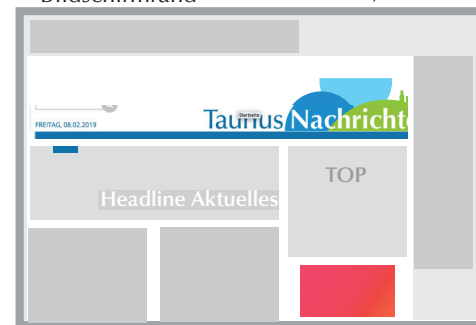 Bildschirmrand
FREITAG, 08.02.2019
Taunus Nachricht
Startseite
TOP
Headline Aktuelles